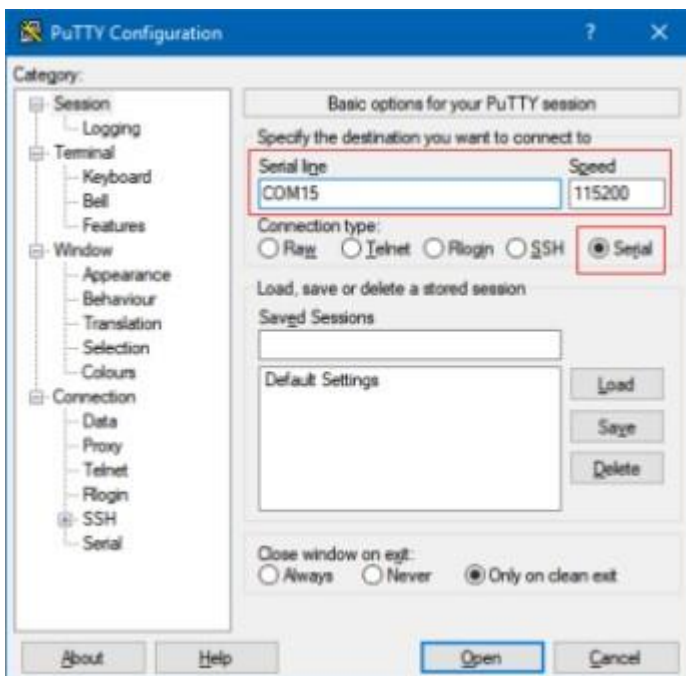 PuTTY Configuration
Category:
Session
Logging
Terminal
Keyboard
Bell
Features
Window
Appearance
Behaviour
Translation
Selection
Colours
Connection
Data
Proxy
Telnet
Rlogin
SSH
Serial
Basic options for your PuTTY session
Specify the destination you want to connect to
Serial line Speed
COM15 115200
Connection type:
Raw Telnet Rlogin SSH Serial
Load, save or delete a stored session
Saved Sessions
Default Settings
Load
Save
Delete
Close window on exit:
Always Never Only on clean exit
About Help Open Cancel